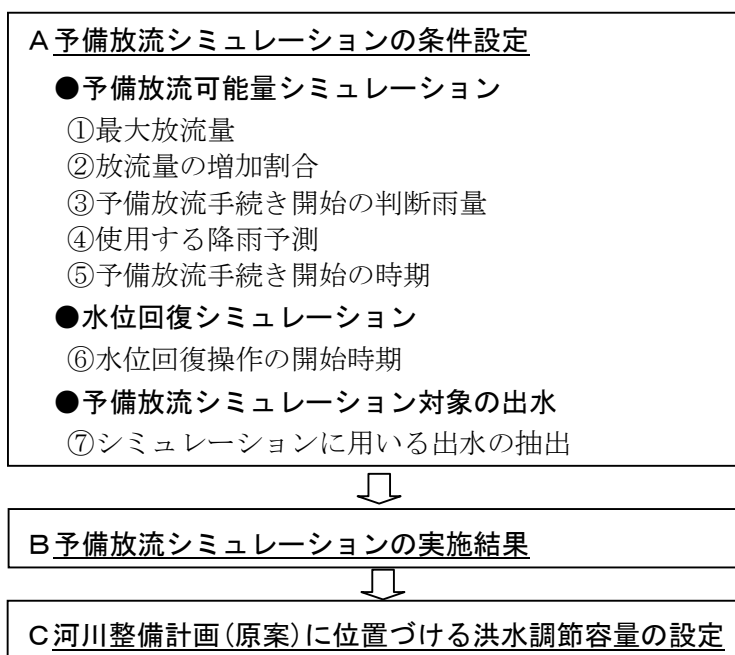 A予備放流シミュレーションの条件設定
●予備放流可能量シミュレーション
①最大放流量
②放流量の増加割合
③予備放流手続き開始の判断雨量
④使用する降雨予測
⑤予備放流手続き開始の時期
●水位回復シミュレーション
⑥水位回復操作の開始時期
●予備放流シミュレーション対象の出水
⑦シミュレーションに用いる出水の抽出
B予備放流シミュレーションの実施結果
C河川整備計画(原案)に位置づける洪水調節容量の設定